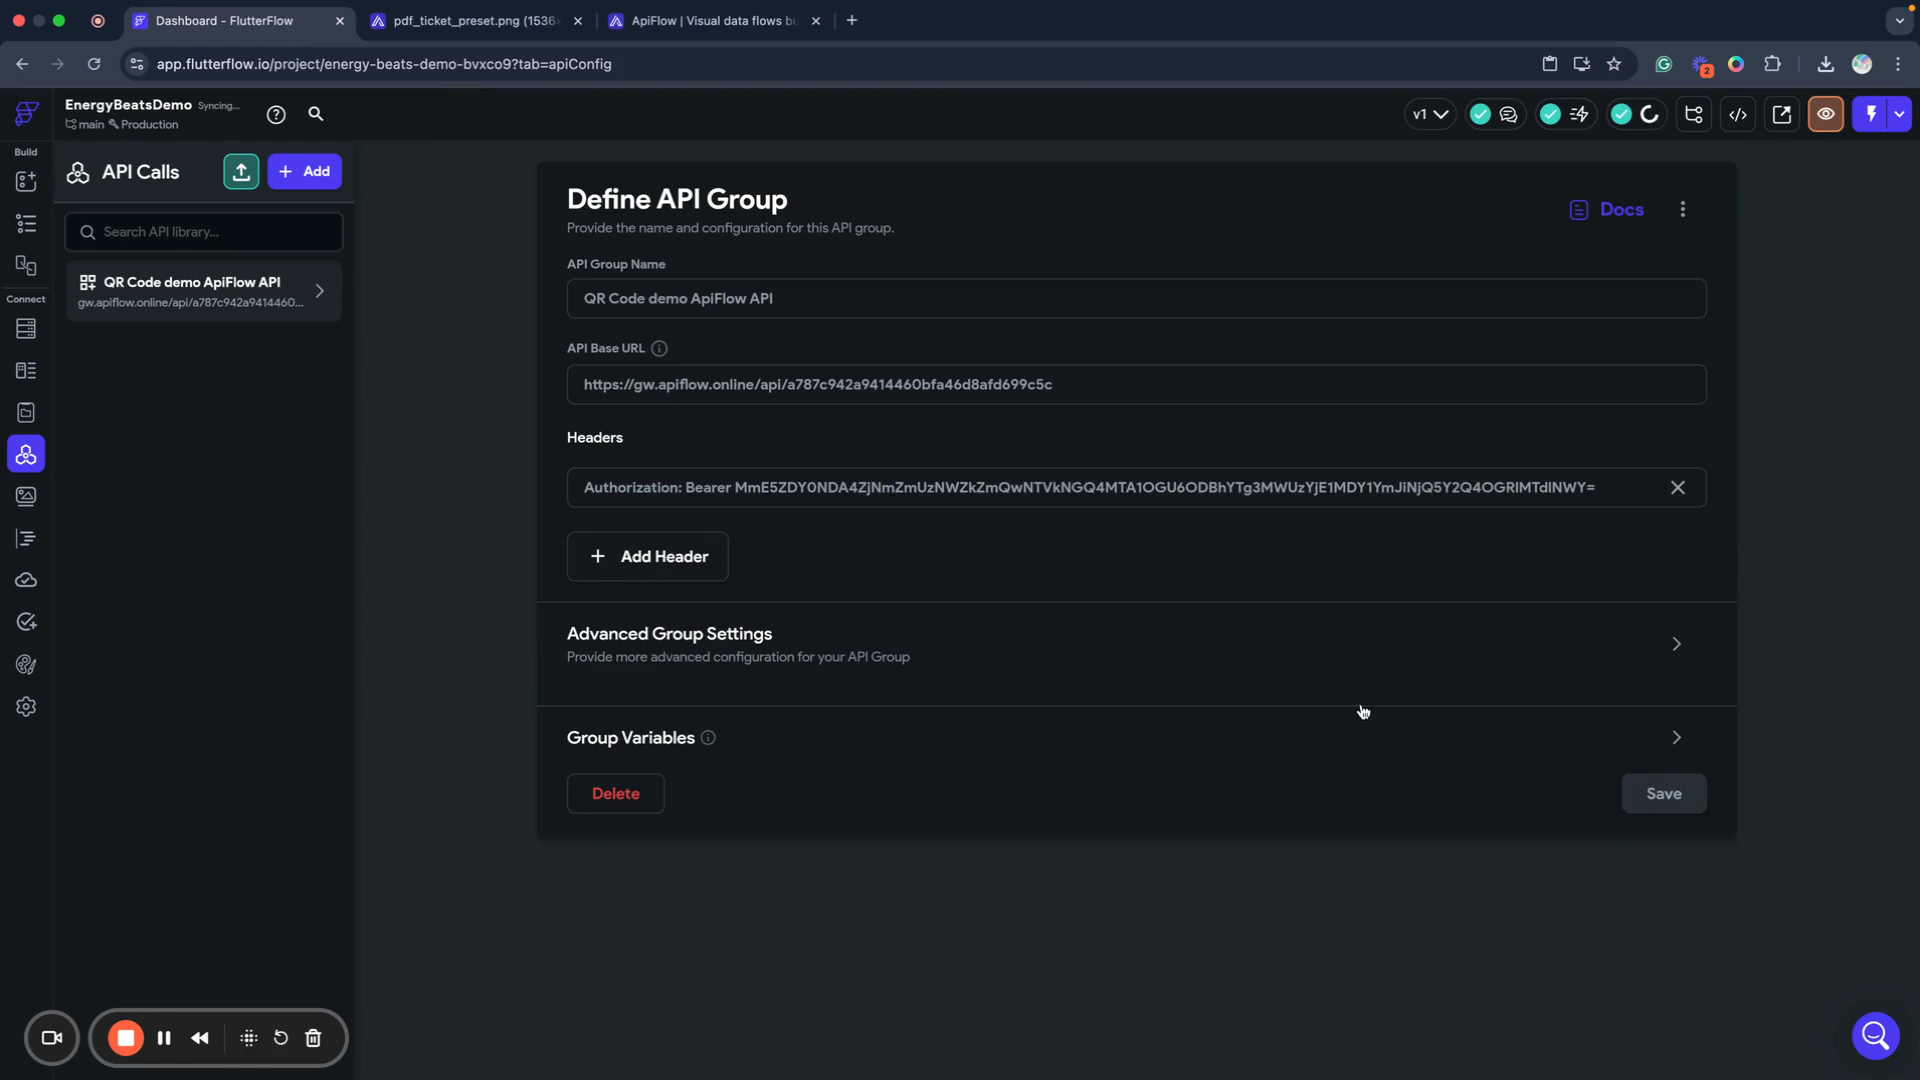 Dashboard - FlutterFlow
pdf_ticket_preset.png (1536
ApiFlow | Visual data flows bu
app.flutterflow.io/project/energy-beats-demo-bvxco9?tab=apiConfig
2
EnergyBeatsDemo Syncing...
main Production
v1
Build
API Calls
Add
Search API library...
QR Code demo ApiFlow API
gw.apiflow.online/api/a787c942a9414460...
Connect
Define API Group
Provide the name and configuration for this API group.
Docs
API Group Name
QR Code demo ApiFlow API
API Base URL
https://gw.apiflow.online/api/a787c942a9414460bfa46d8afd699c5c
Headers
Authorization: Bearer MmE5ZDY0NDA4ZjNmZmUzNWZkZmQwNTVkNGQ4MTA1OGU6ODBhYTg3MWUzYjE1MDY1YmJiNjQ5Y2Q4OGRlMTdlNWY=
Add Header
Advanced Group Settings
Provide more advanced configuration for your API Group
Group Variables
Delete
Save